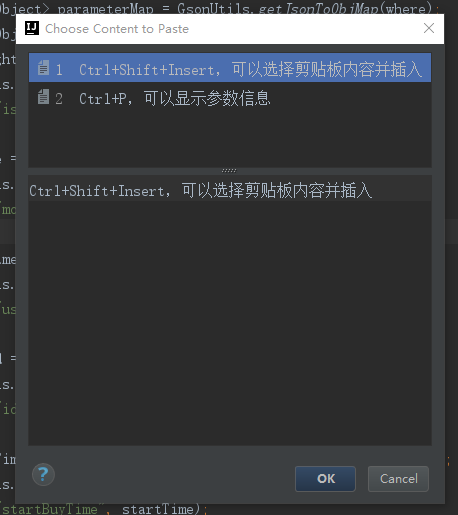 Object> parameterMap = GsonUtils.getJsonToObjMap(where);
Choose Content to Paste
1 Ctrl+Shift+Insert，可以选择剪贴板内容并插入
2 Ctrl+P，可以显示参数信息
Ctrl+Shift+Insert，可以选择剪贴板内容并插入
?
OK
Cancel
startBuyTime", startTime);